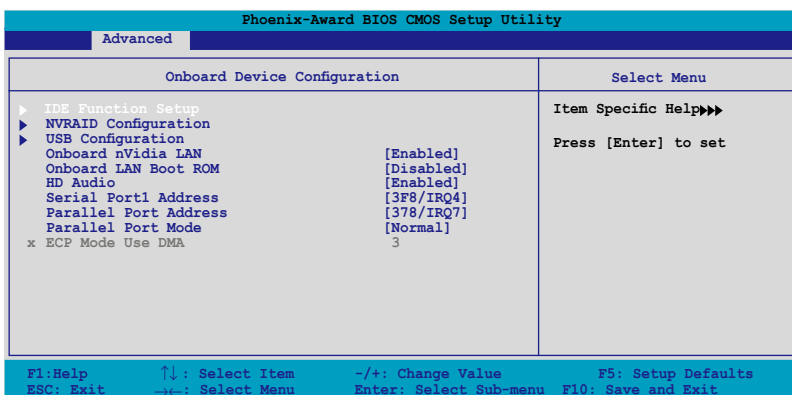 Phoenix-Award BIOS CMOS Setup Utility
Advanced
Onboard Device Configuration
Select Menu
▶ IDE Function Setup
▶ NVRAID Configuration
▶ USB Configuration
Onboard nVidia LAN [Enabled]
Onboard LAN Boot ROM [Disabled]
HD Audio [Enabled]
Serial Port1 Address [3F8/IRQ4]
Parallel Port Address [378/IRQ7]
Parallel Port Mode [Normal]
x ECP Mode Use DMA 3
Item Specific Help▶▶▶
Press [Enter] to set
F1:Help ↑↓: Select Item -/+: Change Value F5: Setup Defaults
ESC: Exit →←: Select Menu Enter: Select Sub-menu F10: Save and Exit